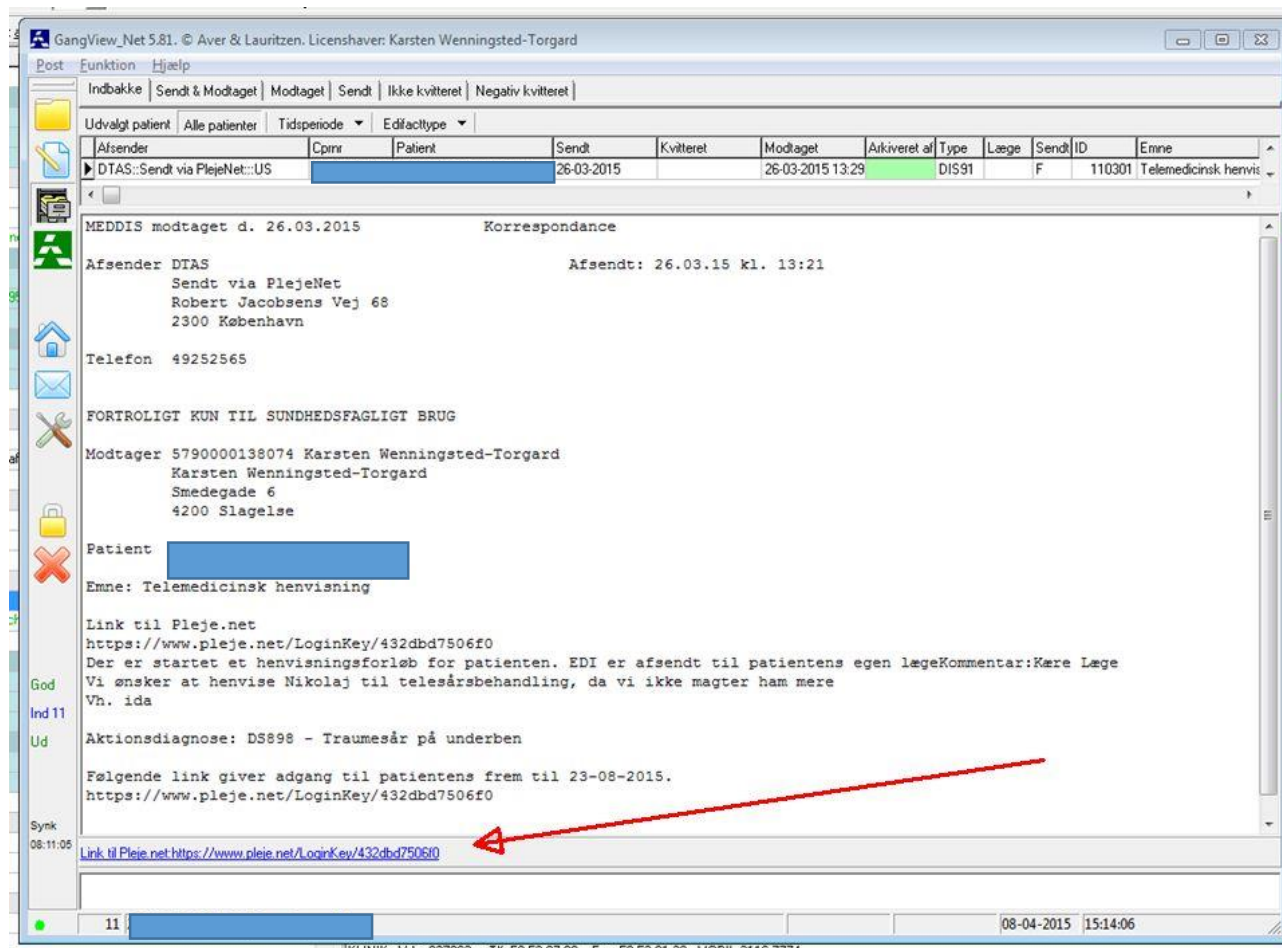 GangView_Net 5.81. © Aver & Lauritzen. Licenshaver: Karsten Wenningsted-Torgard
Post Funktion Hjælp
Indbakke Sendt & Modtaget Modtaget Sendt Ikke kvitteret Negativ kvitteret
Udvalgt patient Alle patienter Tidsperiode Edifacttype
Afsender Cprnr Patient Sendt Kvitteret Modtaget Arkiveret af Type Læge Sendt ID Emne
DTAS::Sendt via PlejeNet:::US 26-03-2015 26-03-2015 13:29 DIS91 F 110301 Telemedicinsk henvis
MEDDIS modtaget d. 26.03.2015 Korrespondance
Afsender DTAS Afsendt: 26.03.15 kl. 13:21
Sendt via PlejeNet
Robert Jacobsens Vej 68
2300 København
Telefon 49252565
FORTROLIGT KUN TIL SUNDHEDSFAGLIGT BRUG
Modtager 5790000138074 Karsten Wenningsted-Torgard
Karsten Wenningsted-Torgard
Smedegade 6
4200 Slagelse
Patient
Emne: Telemedicinsk henvisning
Link til Pleje.net
https://www.pleje.net/LoginKey/432dbd7506f0
Der er startet et henvisningsforløb for patienten. EDI er afsendt til patientens egen lægeKommentar:Kære Læge
Vi ønsker at henvise Nikolaj til telesårsbehandling, da vi ikke magter ham mere
Vh. ida
Aktionsdiagnose: DS898 - Traumesår på underben
Følgende link giver adgang til patientens frem til 23-08-2015.
https://www.pleje.net/LoginKey/432dbd7506f0
Link til Pleje.net:https://www.pleje.net/LoginKey/432dbd7506f0
God
Ind 11
Ud
Synk
08:11:05
11 08-04-2015 15:14:06